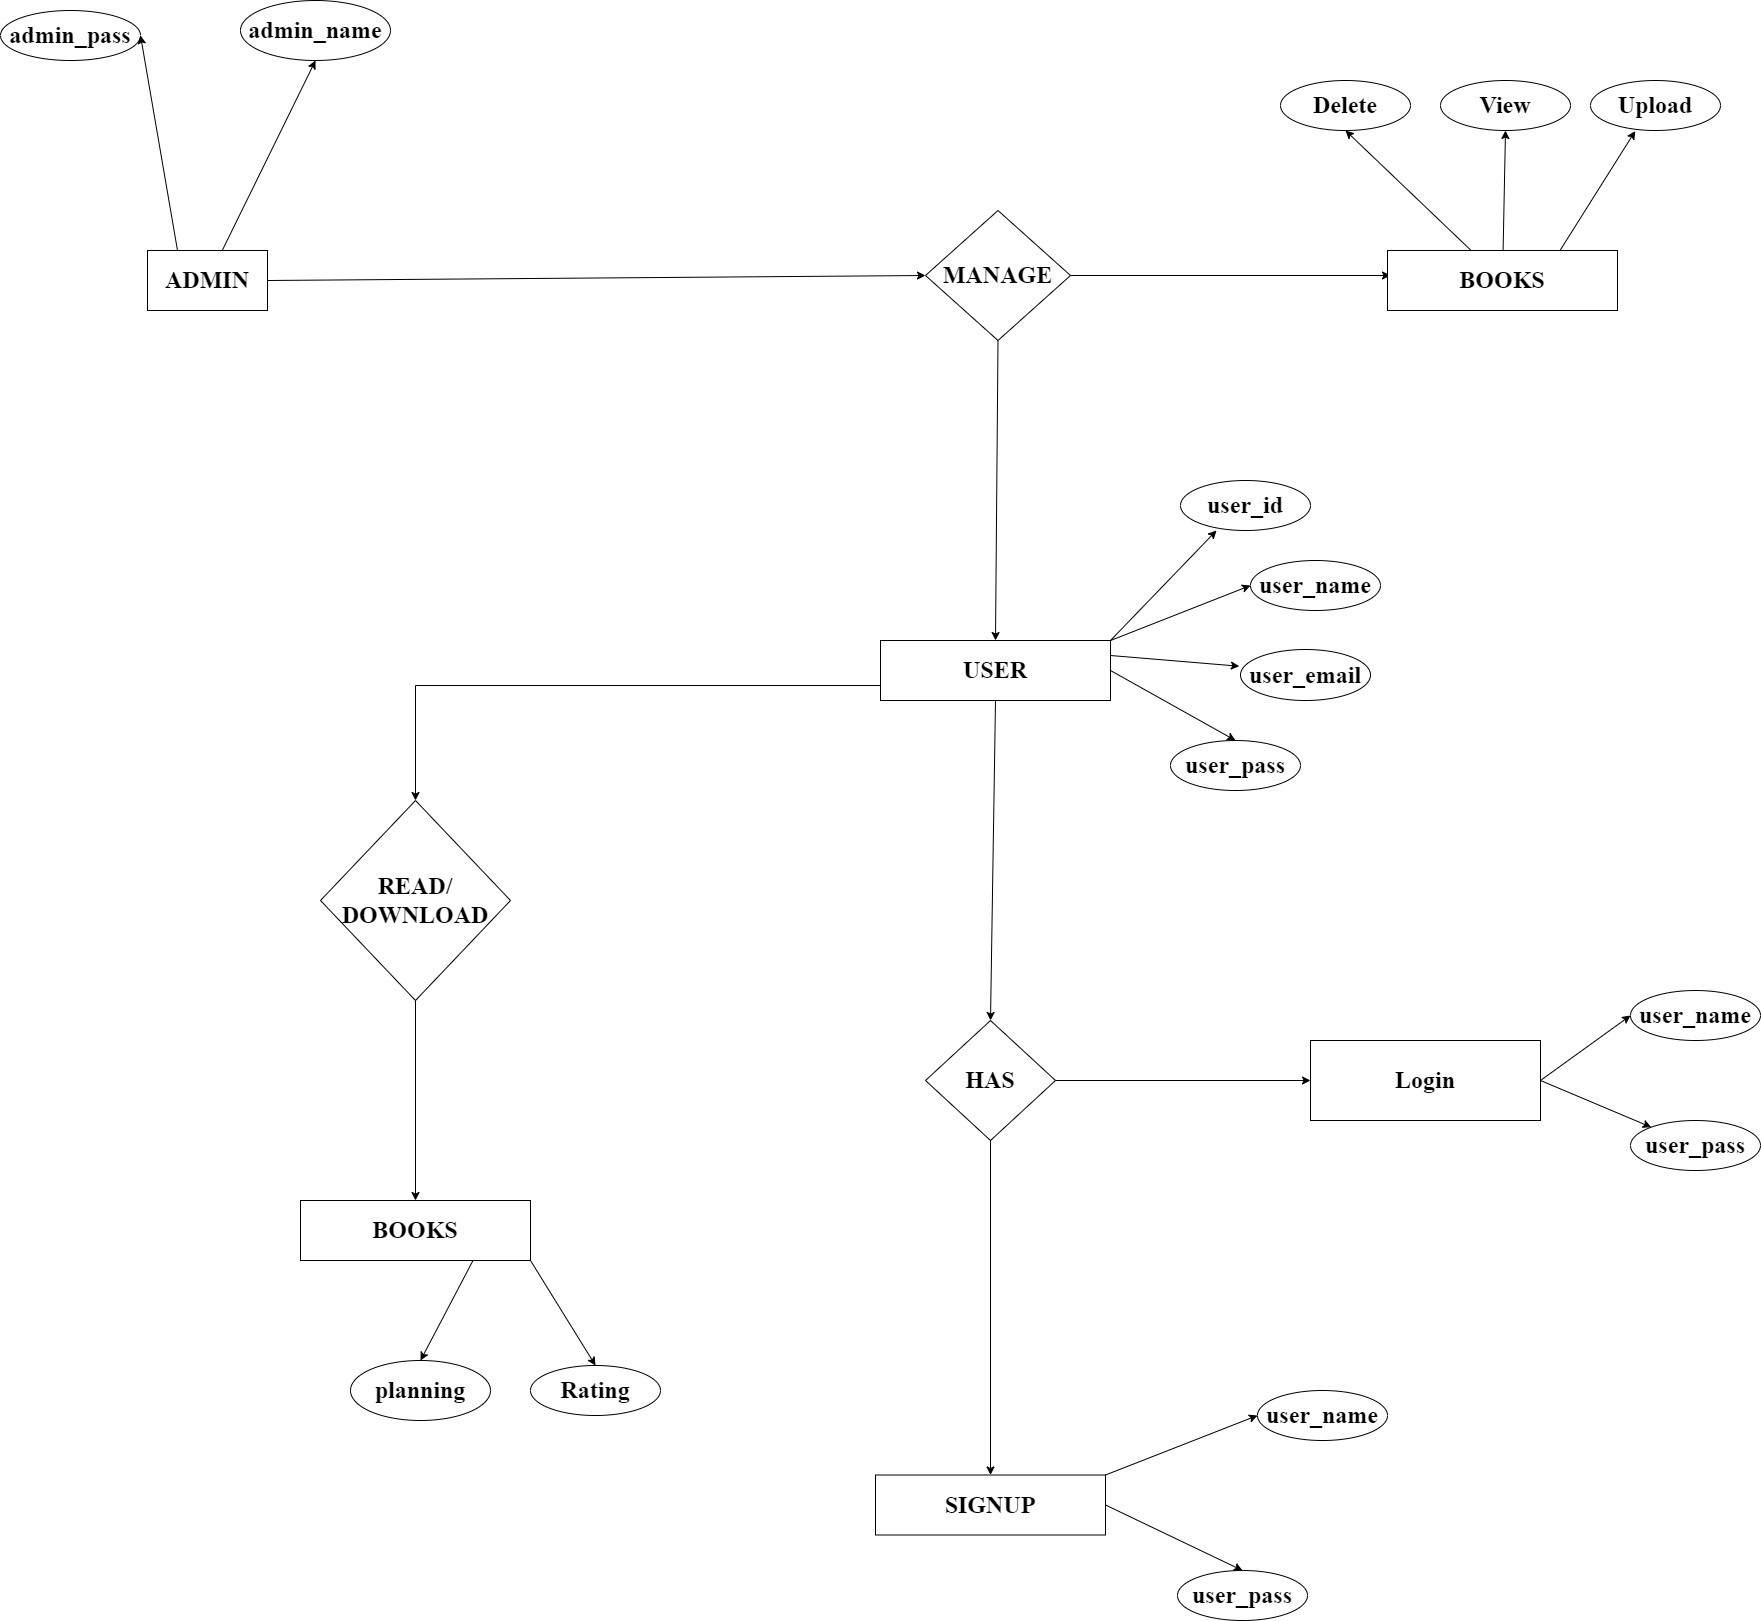 admin_pass
admin_name
Delete
View
Upload
ADMIN
MANAGE
BOOKS
user_id
user_name
user_email
user_pass
USER
READ/
DOWNLOAD
HAS
Login
user_name
user_pass
BOOKS
planning
Rating
SIGNUP
user_name
user_pass